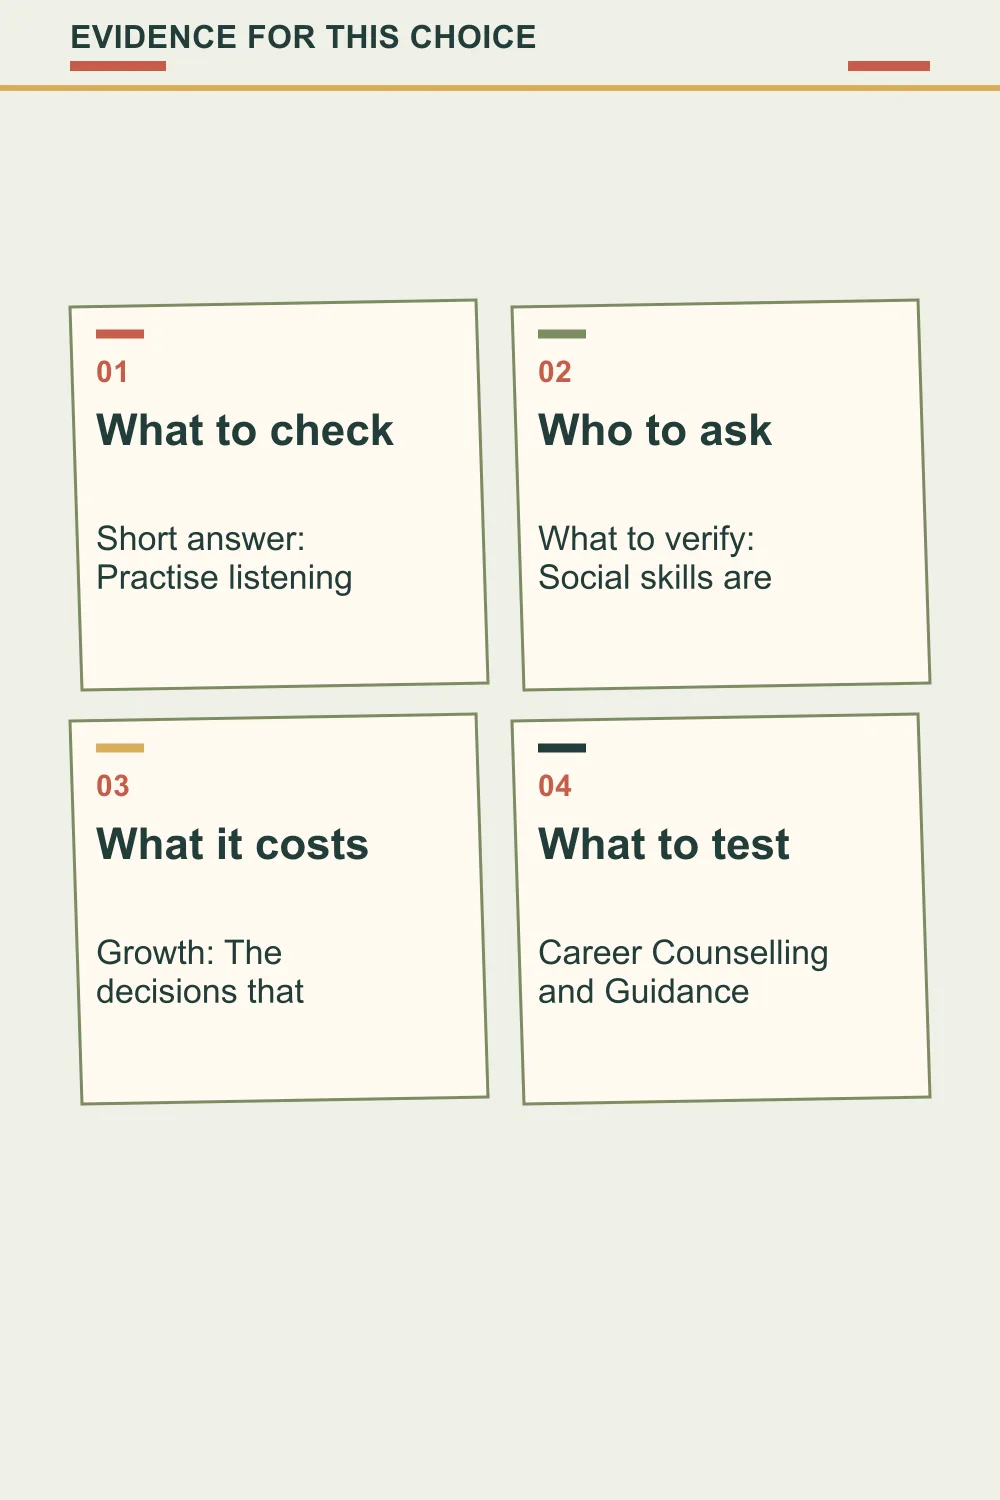 EVIDENCE FOR THIS CHOICE
01
What to check
Short answer:
Practise listening
02
Who to ask
What to verify:
Social skills are
03
What it costs
Growth: The
decisions that
04
What to test
Career Counselling
and Guidance